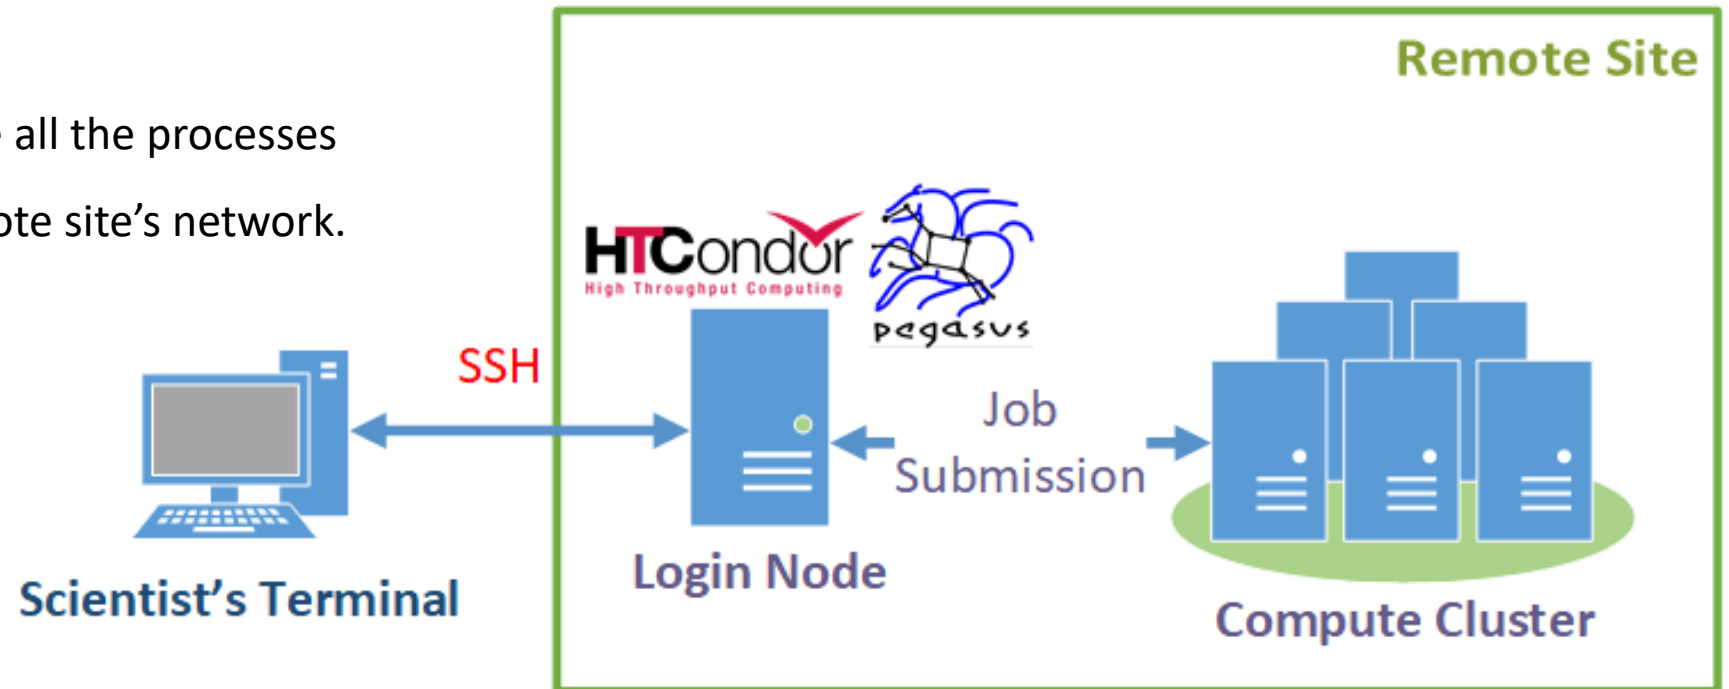 Remote Site
all the processes
ote site’s network.
HTCondor
High Throughput Computing
pegasus
SSH
Job
Submission
Login Node
Scientist’s Terminal
Compute Cluster